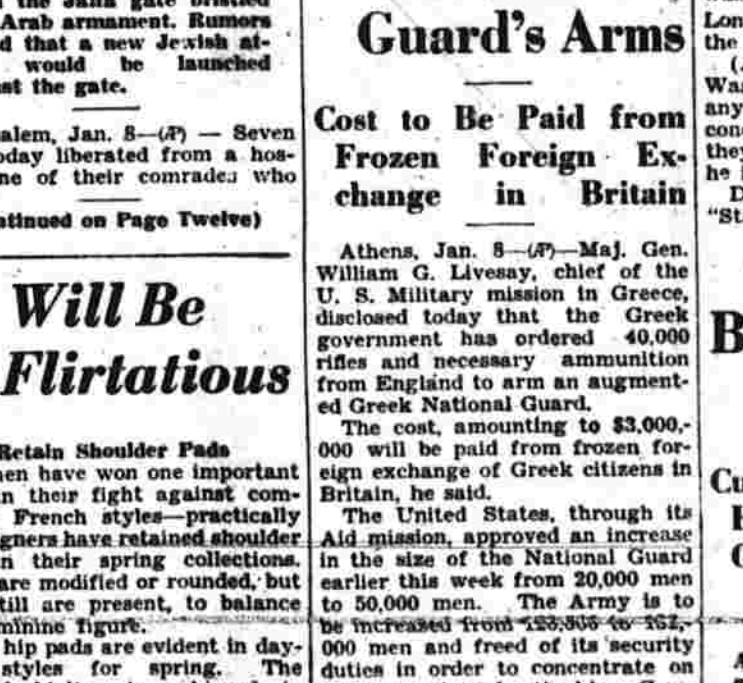 Arab armament. Rumors
d that a new Jewish at-
would be launched
st the gate.
alem, Jan. 8—(AP) — Seven
oday liberated from a hos-
ne of their comrades who
tinued on Page Twelve)
Will Be
Flirtatious
Retain Shoulder Pads
en have won one important
n their fight against com-
French styles—practically
gners have retained shoulder
n their spring collections.
are modified or rounded, but
till are present, to balance
minine figure.
hip pads are evident in day-
styles for spring. The
Guard's Arms
Cost to Be Paid from
Frozen Foreign Ex-
change in Britain
Athens, Jan. 8—(AP)—Maj. Gen.
William G. Livesay, chief of the
U. S. Military mission in Greece,
disclosed today that the Greek
government has ordered 40,000
rifles and necessary ammunition
from England to arm an augment-
ed Greek National Guard.
The cost, amounting to $3,000,-
000 will be paid from frozen for-
eign exchange of Greek citizens in
Britain, he said.
The United States, through its
Aid mission, approved an increase
in the size of the National Guard
earlier this week from 20,000 men
to 50,000 men. The Army is to
be increased from to
000 men and freed of its security
duties in order to concentrate on
Lon
the
(
Wa
any
con
the
he
D
"St
B
Cu